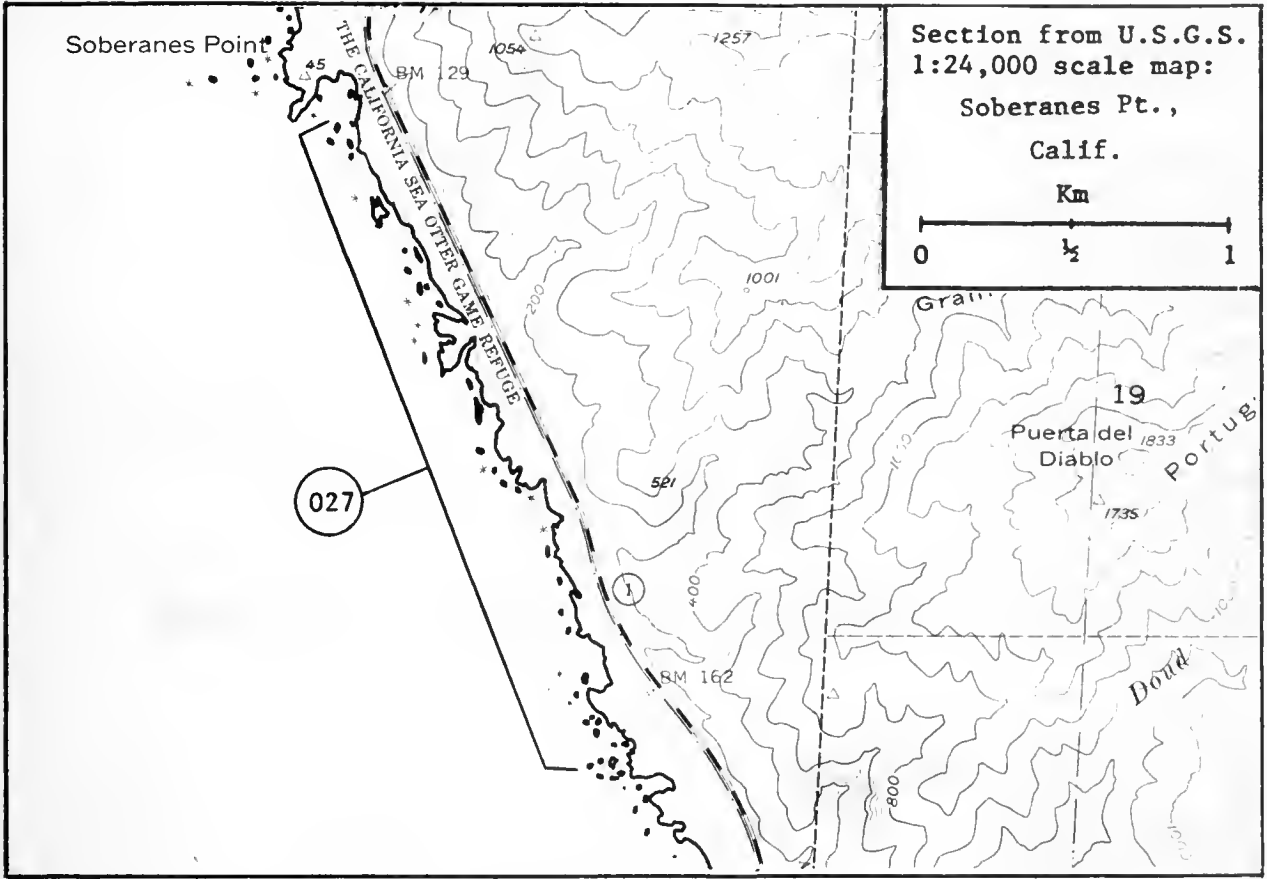 Soberanes Point
45
THE CALIFORNIA SEA OTTER GAME REFUGE
BM 129
1054
1257
Section from U.S.G.S.
1:24,000 scale map:
Soberanes Pt.,
Calif.
Km
0 ½ 1
1001
200
19
Puerta del
Diablo
1833
1735
521
027
1
400
BM 162
Doud
800